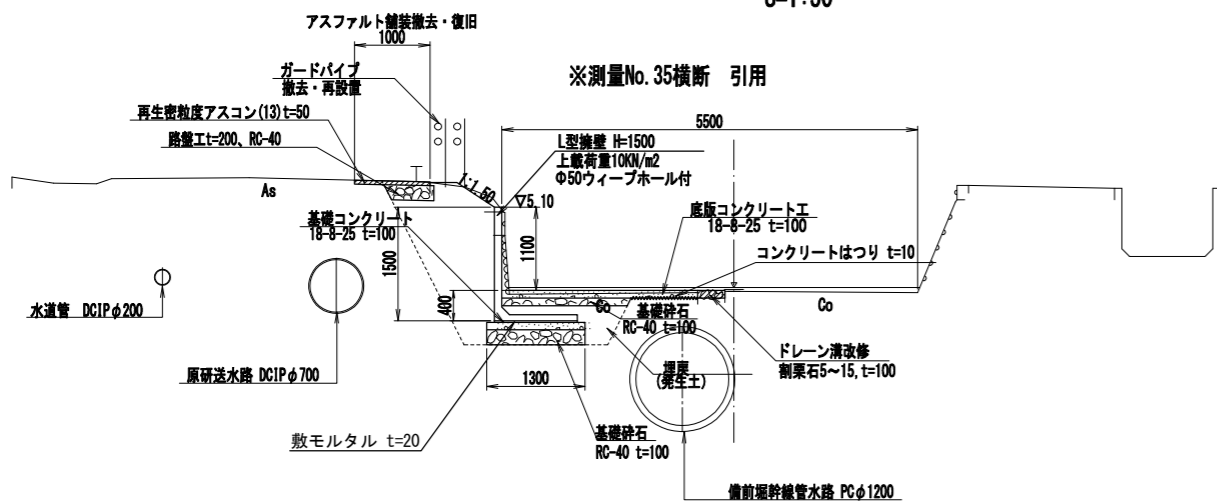 S=1:50
アスファルト舗装撤去・復旧
1000
ガードパイプ
撤去・再設置
※測量No.35横断　引用
再生密粒度アスコン(13)t=50
路盤工t=200、RC-40
5500
L型擁壁 H=1500
上載荷重10KN/m2
Φ50ウィープホール付
As
1:1.50
▽5.10
基礎コンクリート
18-8-25 t=100
底版コンクリート工
18-8-25 t=100
1500
1100
コンクリートはつり t=10
400
Co
Co
基礎砕石
RC-40 t=100
水道管 DCIPφ200
ドレーン溝改修
割栗石5～15,t=100
原研送水路 DCIPφ700
1300
埋戻
(発生土)
敷モルタル t=20
基礎砕石
RC-40 t=100
備前堀幹線管水路 PCφ1200